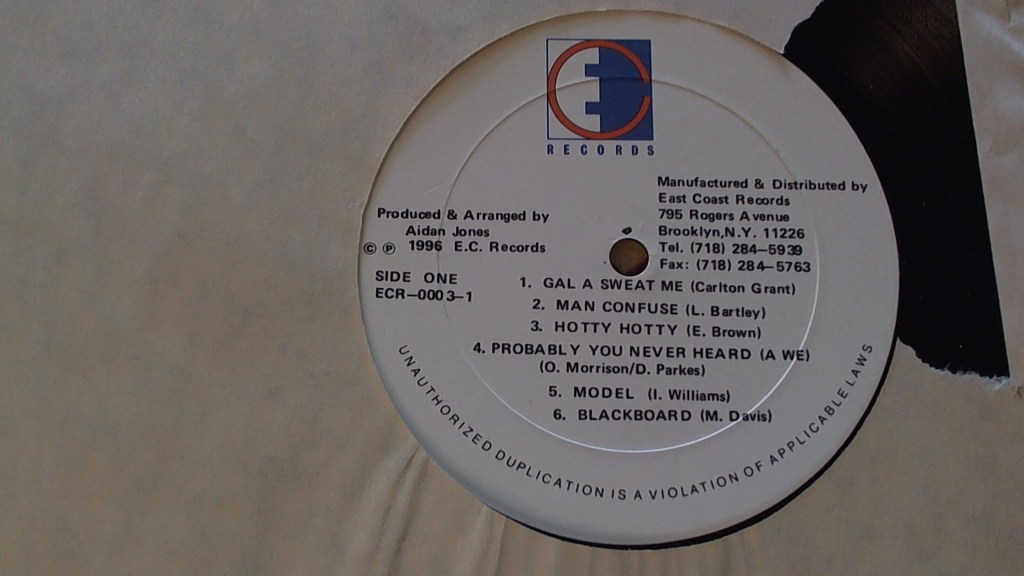 RECORDS
Manufactured & Distributed by
East Coast Records
795 Rogers Avenue
Brooklyn,N.Y. 11226
Tel. (718) 284-5939
Fax: (718) 284-5763
Produced & Arranged by
Aidan Jones
© ℗ 1996 E.C. Records
SIDE ONE
ECR-0003-1
1. GAL A SWEAT ME (Carlton Grant)
2. MAN CONFUSE (L. Bartley)
3. HOTTY HOTTY (E. Brown)
4. PROBABLY YOU NEVER HEARD (A WE)
(O. Morrison/D. Parkes)
5. MODEL (I. Williams)
6. BLACKBOARD (M. Davis)
UNAUTHORIZED DUPLICATION IS A VIOLATION OF APPLICABLE LAWS